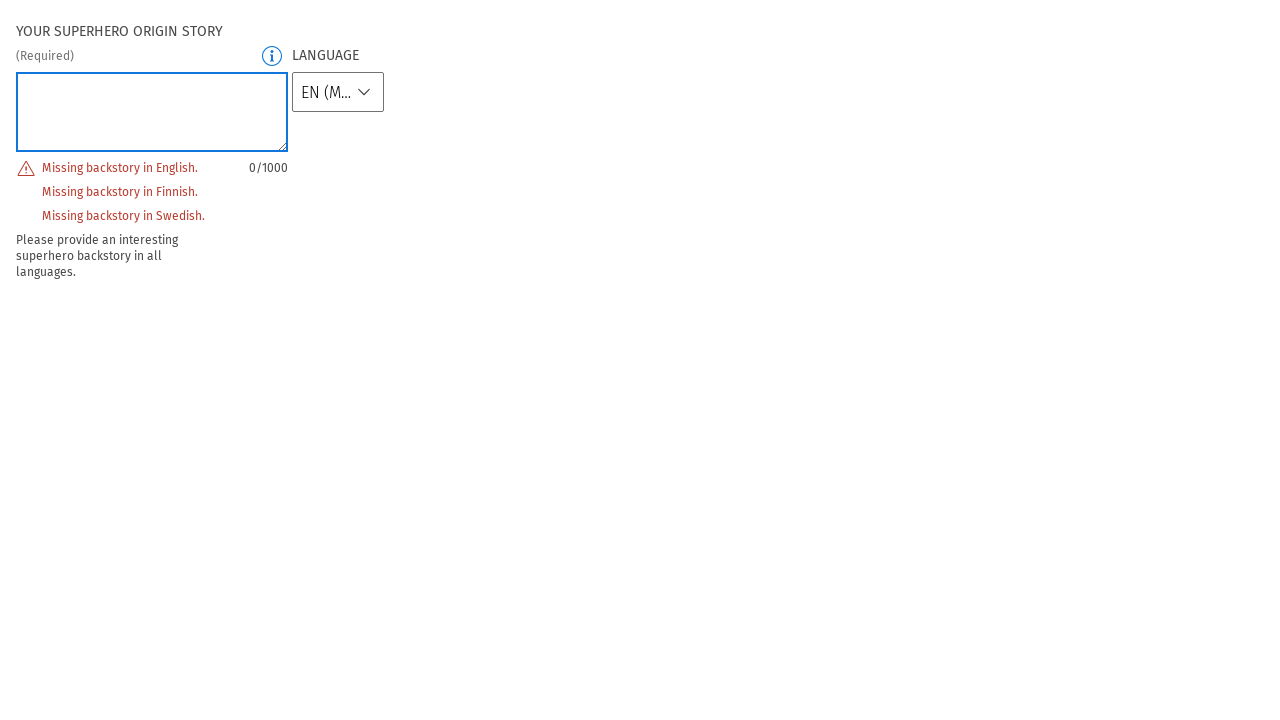 YOUR SUPERHERO ORIGIN STORY
(Required)
LANGUAGE
EN (M...
Missing backstory in English.
0/1000
Missing backstory in Finnish.
Missing backstory in Swedish.
Please provide an interesting
superhero backstory in all
languages.